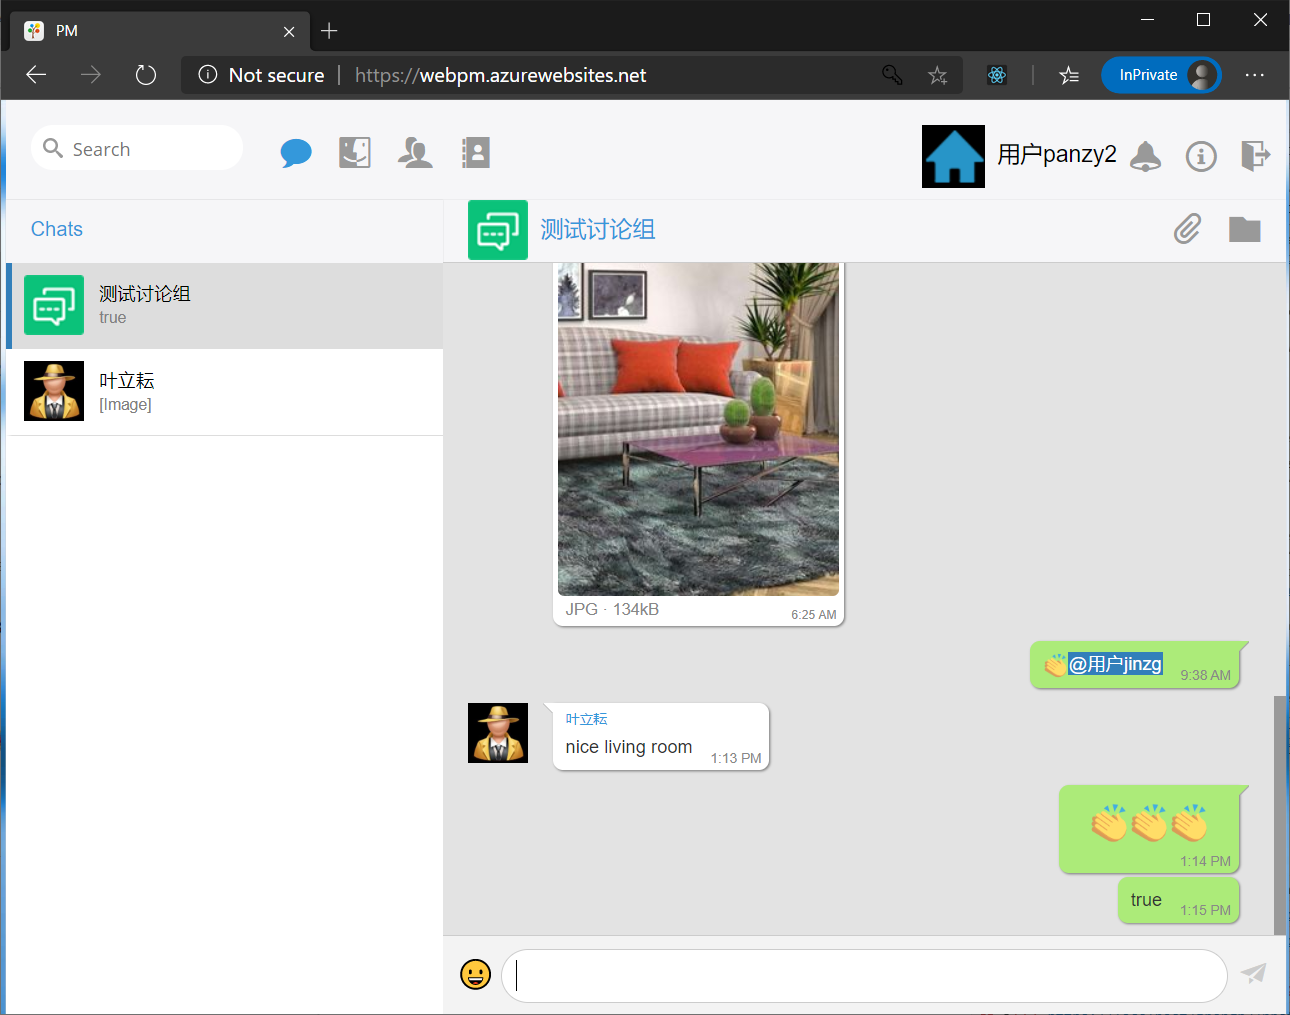 PM
Not secure
https://webpm.azurewebsites.net
InPrivate
Search
用户panzy2
Chats
测试讨论组
true
叶立耘
[Image]
测试讨论组
JPG · 134kB
6:25 AM
👏@用户jinzg
9:38 AM
叶立耘
nice living room
1:13 PM
👏👏👏
1:14 PM
true
1:15 PM